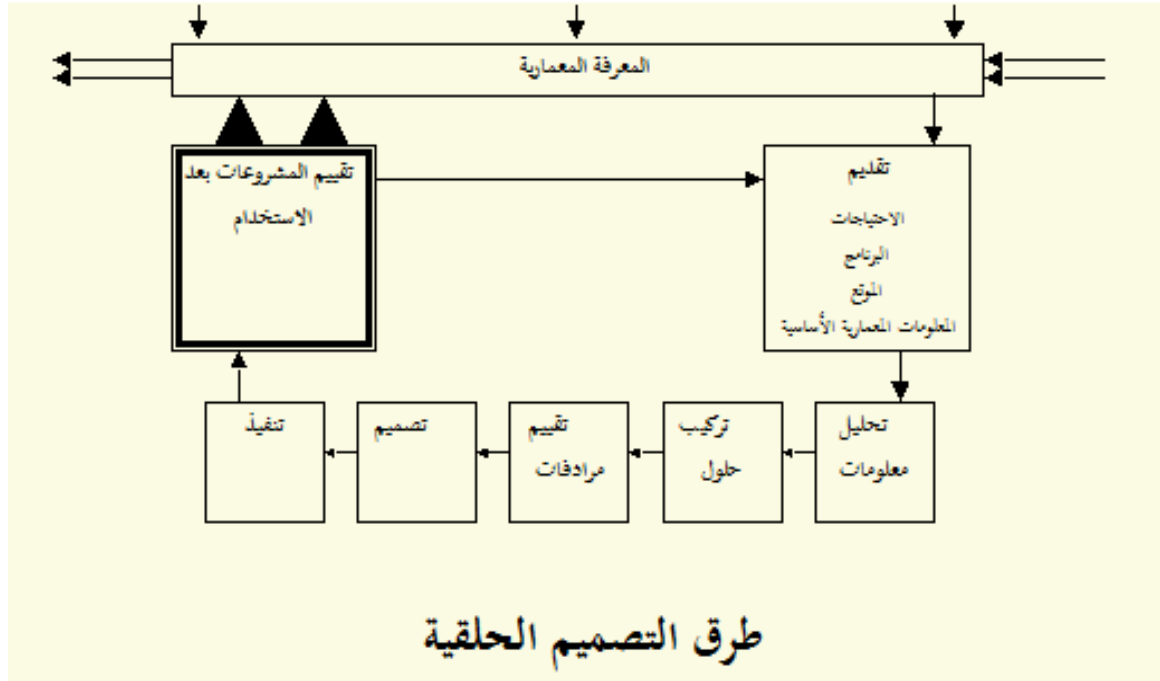 المعرفة المعمارية
تقديم
الاحتياجات
البرنامج
الموقع
المعلومات المعمارية الأساسية
تقييم المشروعات بعد
الاستخدام
تحليل
معلومات
تركيب
حلول
تقييم
مرادفات
تصميم
تنفيذ
طرق التصميم الحلقية